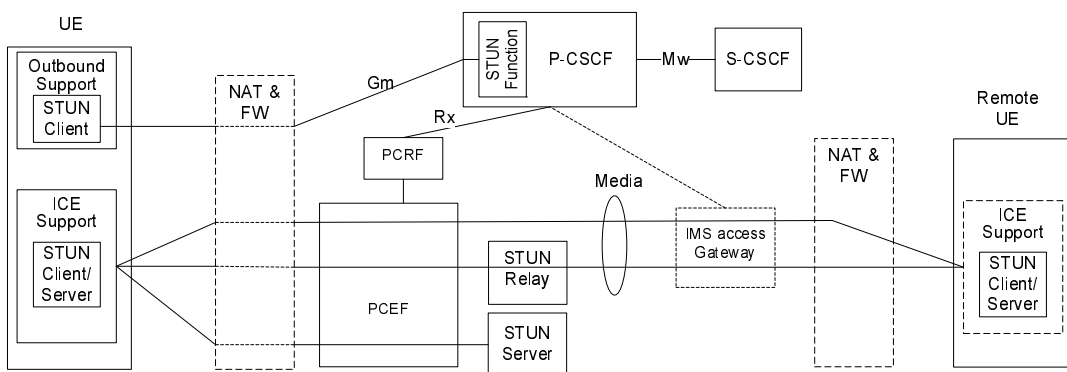 UE
Outbound
Support
STUN
Client
NAT &
FW
Gm
STUN
Function
P-CSCF
Mw
S-CSCF
Rx
PCRF
Remote
UE
NAT &
FW
Media
ICE
Support
STUN
Client/
Server
PCEF
STUN
Relay
STUN
Server
IMS access
Gateway
ICE
Support
STUN
Client/
Server